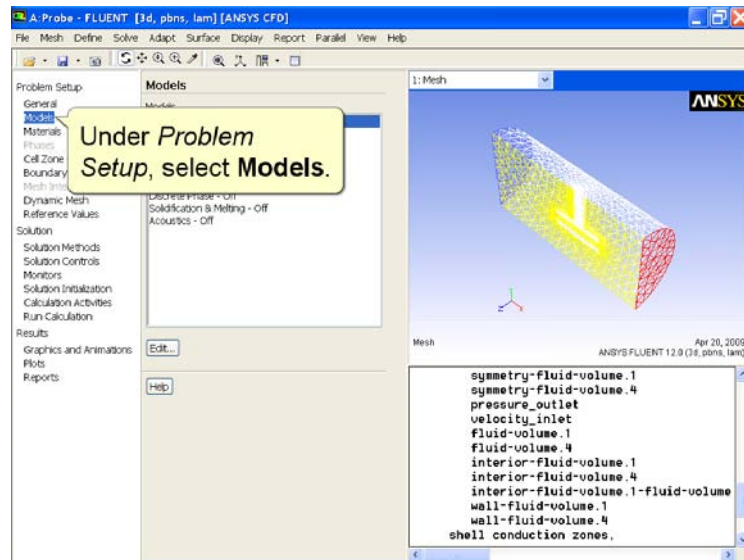 A:Probe - FLUENT [3d, pbns, lam] [ANSYS CFD]
File Mesh Define Solve Adapt Surface Display Report Parallel View Help
Problem Setup
General
Models
Materials
Phases
Cell Zone
Boundary
Mesh Inte
Dynamic Mesh
Reference Values
Solution
Solution Methods
Solution Controls
Monitors
Solution Initialization
Calculation Activities
Run Calculation
Results
Graphics and Animations
Plots
Reports
Models
Models
Under Problem
Setup, select Models.
Discrete Phase - Off
Solidification & Melting - Off
Acoustics - Off
Edit...
Help
1: Mesh
ANSYS
Mesh
Apr 20, 2009
ANSYS FLUENT 12.0 (3d, pbns, lam)
symmetry-fluid-volume.1
symmetry-fluid-volume.4
pressure_outlet
velocity_inlet
fluid-volume.1
fluid-volume.4
interior-fluid-volume.1
interior-fluid-volume.4
interior-fluid-volume.1-fluid-volume
wall-fluid-volume.1
wall-fluid-volume.4
shell conduction zones,